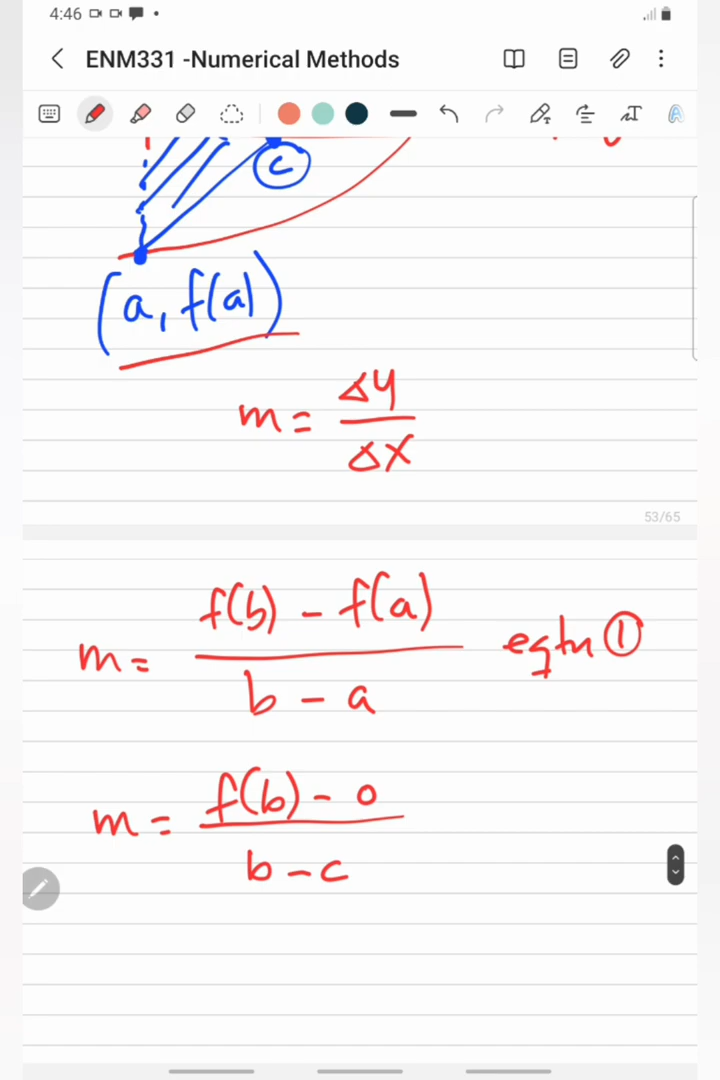 4:46
ENM331 -Numerical Methods
c
(a, f(a))
m = ΔY
ΔX
53/65
m = f(b) - f(a) eqtn ①
b - a
m = f(b) - 0
b - c